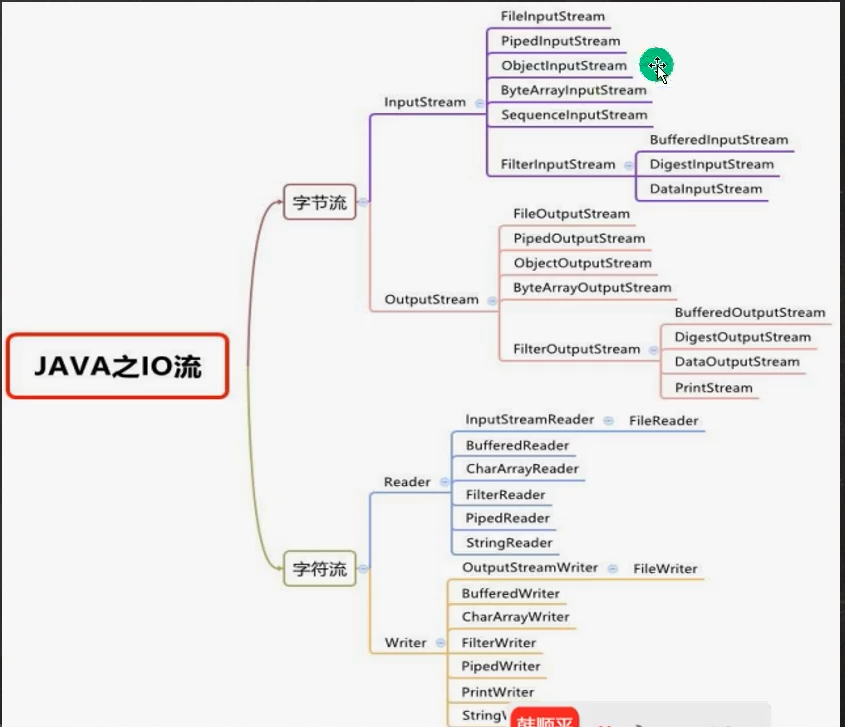 JAVA之IO流
字节流
InputStream
FileInputStream
PipedInputStream
ObjectInputStream
ByteArrayInputStream
SequenceInputStream
FilterInputStream
BufferedInputStream
DigestInputStream
DataInputStream
OutputStream
FileOutputStream
PipedOutputStream
ObjectOutputStream
ByteArrayOutputStream
FilterOutputStream
BufferedOutputStream
DigestOutputStream
DataOutputStream
PrintStream
字符流
Reader
InputStreamReader
FileReader
BufferedReader
CharArrayReader
FilterReader
PipedReader
StringReader
Writer
OutputStreamWriter
FileWriter
BufferedWriter
CharArrayWriter
FilterWriter
PipedWriter
PrintWriter
韩顺平